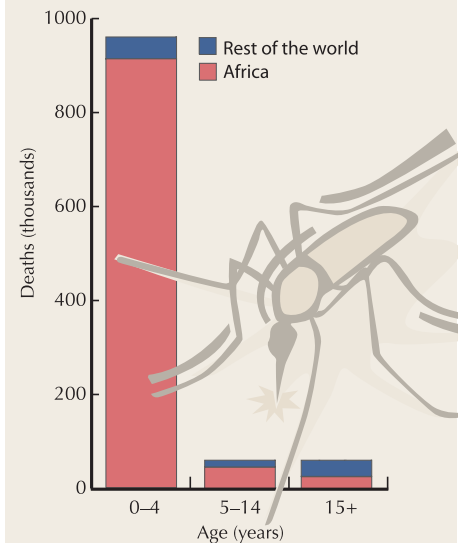 1000
800
600
400
200
0
Deaths (thousands)
Rest of the world
Africa
0–4
5–14
15+
Age (years)